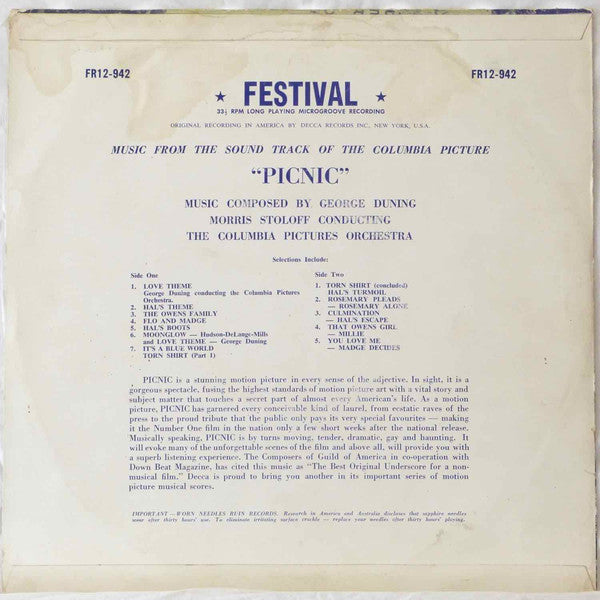 FR12-942
FR12-942
★ FESTIVAL ★
33⅓ RPM LONG PLAYING MICROGROOVE RECORDING
ORIGINAL RECORDING IN AMERICA BY DECCA RECORDS INC., NEW YORK, U.S.A.
MUSIC FROM THE SOUND TRACK OF THE COLUMBIA PICTURE
“PICNIC”
MUSIC COMPOSED BY GEORGE DUNING
MORRIS STOLOFF CONDUCTING
THE COLUMBIA PICTURES ORCHESTRA
Selections Include:
Side One
1. LOVE THEME
George Duning conducting the Columbia Pictures
Orchestra.
2. HAL'S THEME
3. THE OWENS FAMILY
4. FLO AND MADGE
5. HAL'S BOOTS
6. MOONGLOW — Hudson-DeLange-Mills
and LOVE THEME — George Duning
7. IT'S A BLUE WORLD
TORN SHIRT (Part 1)
Side Two
1. TORN SHIRT (concluded)
HAL'S TURMOIL
2. ROSEMARY PLEADS
— ROSEMARY ALONE
3. CULMINATION
— HAL'S ESCAPE
4. THAT OWENS GIRL
— MILLIE
5. YOU LOVE ME
— MADGE DECIDES
PICNIC is a stunning motion picture in every sense of the adjective. In sight, it is a
gorgeous spectacle, fusing the highest standards of motion picture art with a vital story and
subject matter that touches a secret part of almost every American's life. As a motion
picture, PICNIC has garnered every conceivable kind of laurel, from ecstatic raves of the
press to the proud tribute that the public only pays its very special favourites — making
it the Number One film in the nation only a few short weeks after the national release.
Musically speaking, PICNIC is by turns moving, tender, dramatic, gay and haunting. It
will evoke many of the unforgettable scenes of the film and above all, will provide you with
a superb listening experience. The Composers of Guild of America in co-operation with
Down Beat Magazine, has cited this music as “The Best Original Underscore for a non-
musical film.” Decca is proud to bring you another in its important series of motion
picture musical scores.
IMPORTANT—WORN NEEDLES RUIN RECORDS. Research in America and Australia discloses that sapphire needles
wear after thirty hours' use. To eliminate irritating surface crackle — replace your needles after thirty hours' playing.